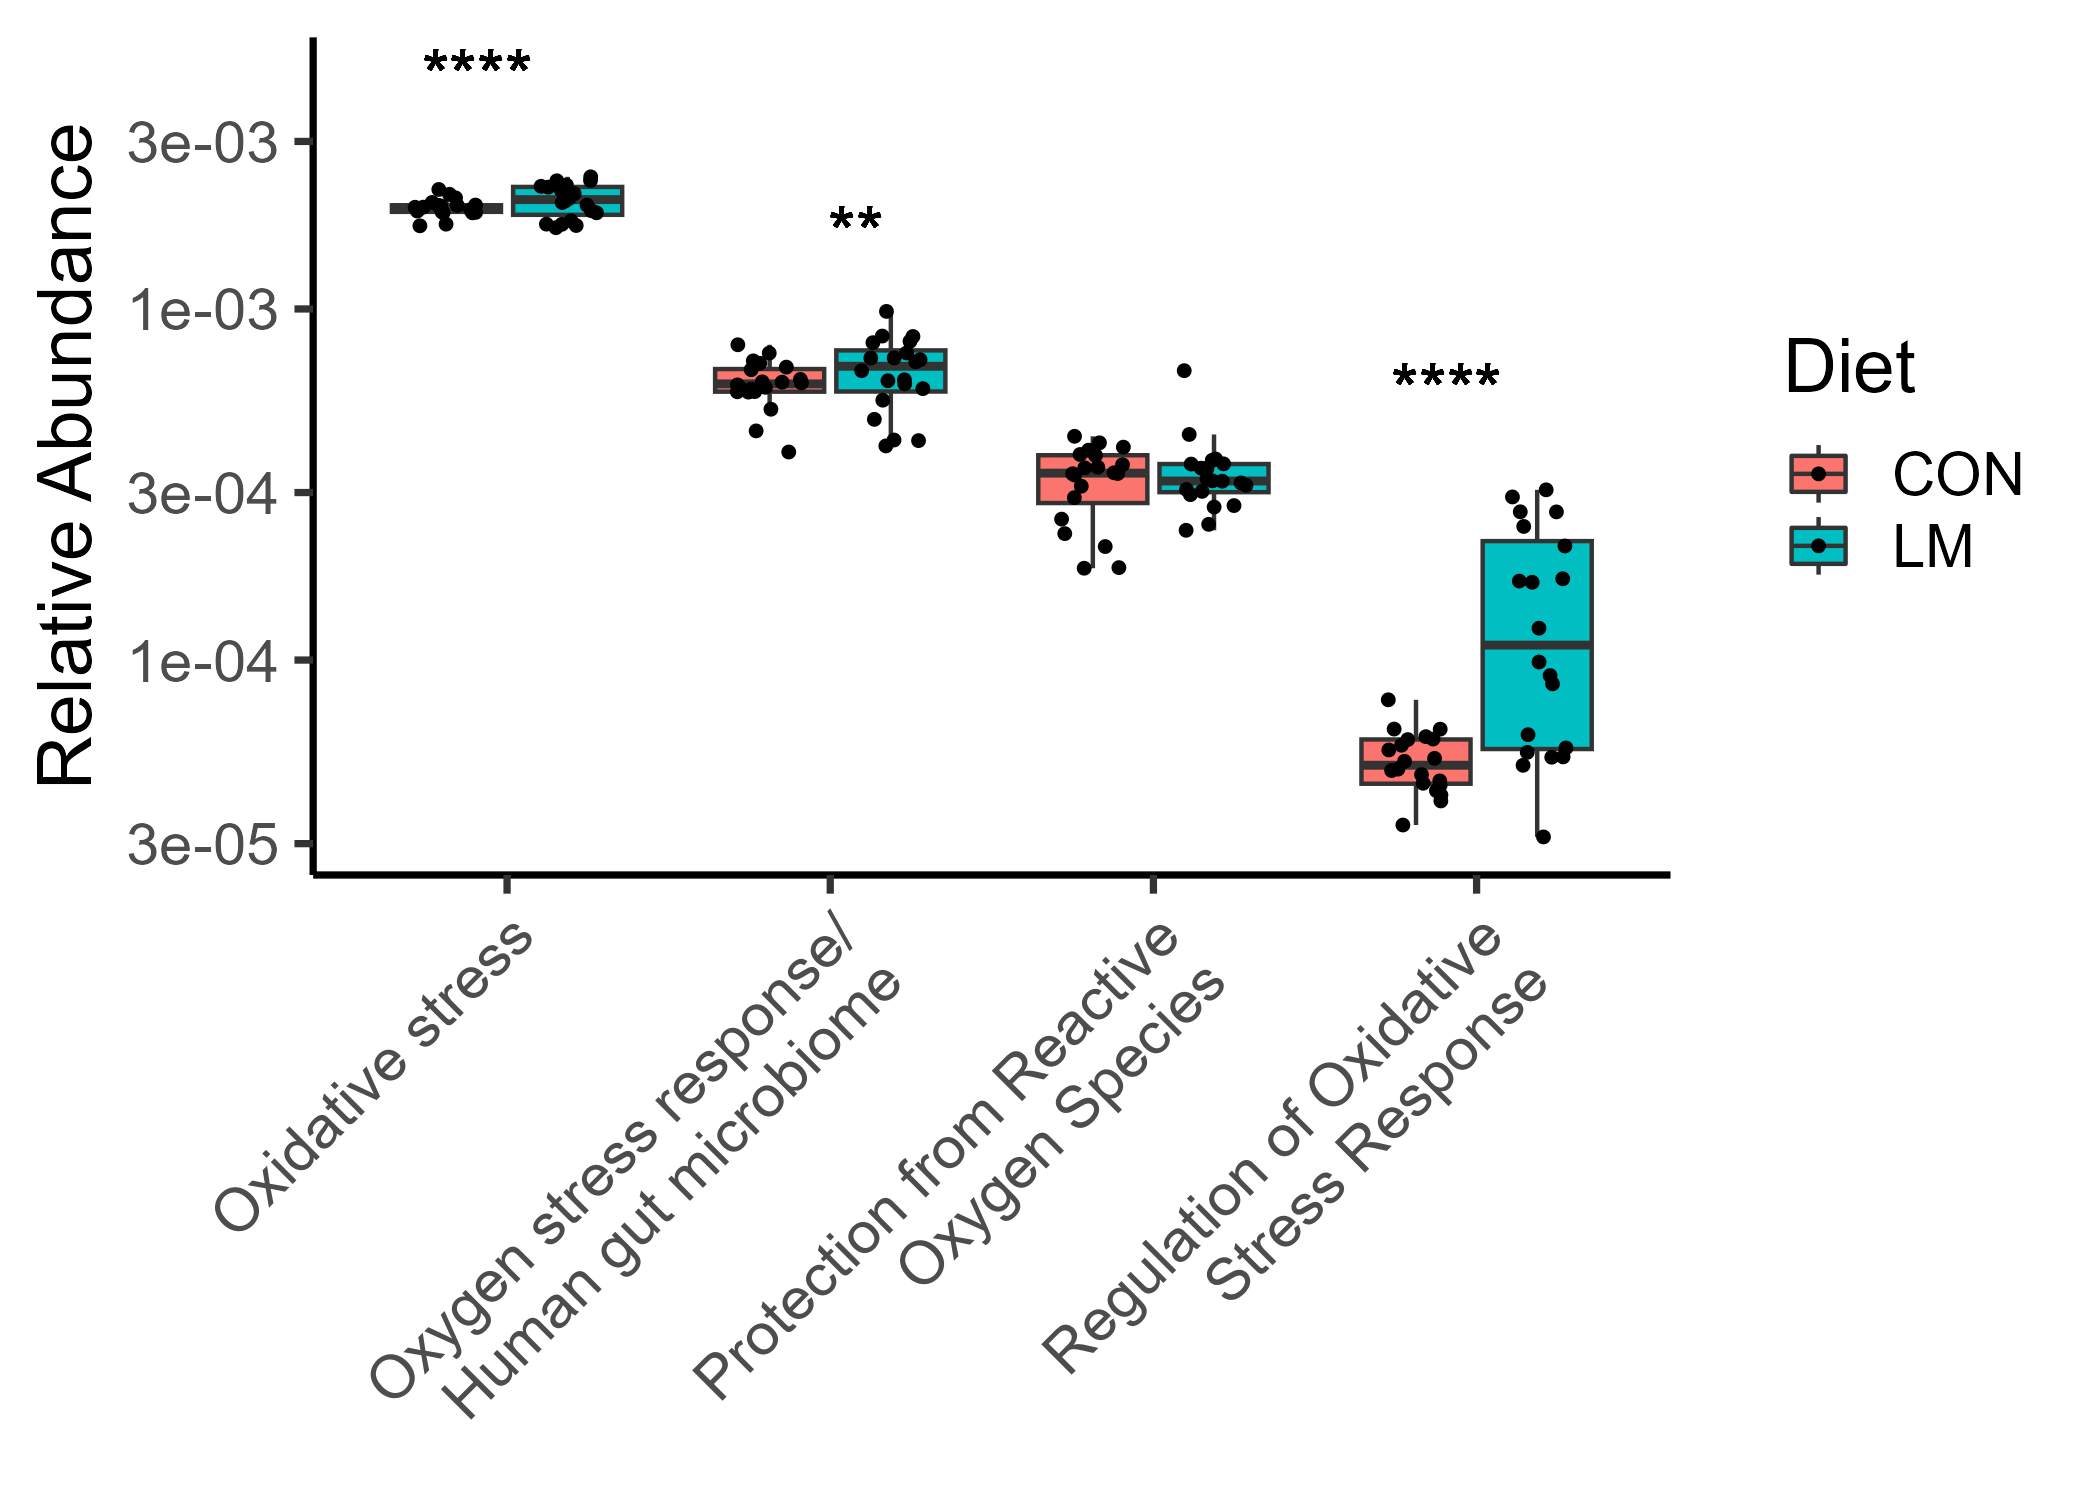 ****
**
****
Relative Abundance
3e-03
1e-03
3e-04
1e-04
3e-05
Oxidative stress
Oxygen stress response/
Human gut microbiome
Protection from Reactive
Oxygen Species
Regulation of Oxidative
Stress Response
Diet
CON
LM